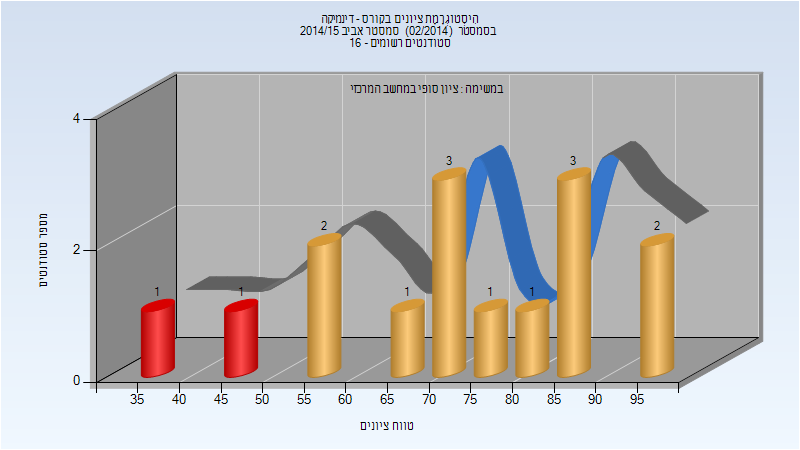 היסטוגרמת ציונים בקורס - דינמיקה
בסמסטר (02/2014) סמסטר אביב 2014/15
סטודנטים רשומים - 16
במשימה : ציון סופי במחשב המרכזי
4
2
0
מספר סטודנטים
1
1
2
1
3
1
1
3
2
35 40 45 50 55 60 65 70 75 80 85 90 95
טווח ציונים